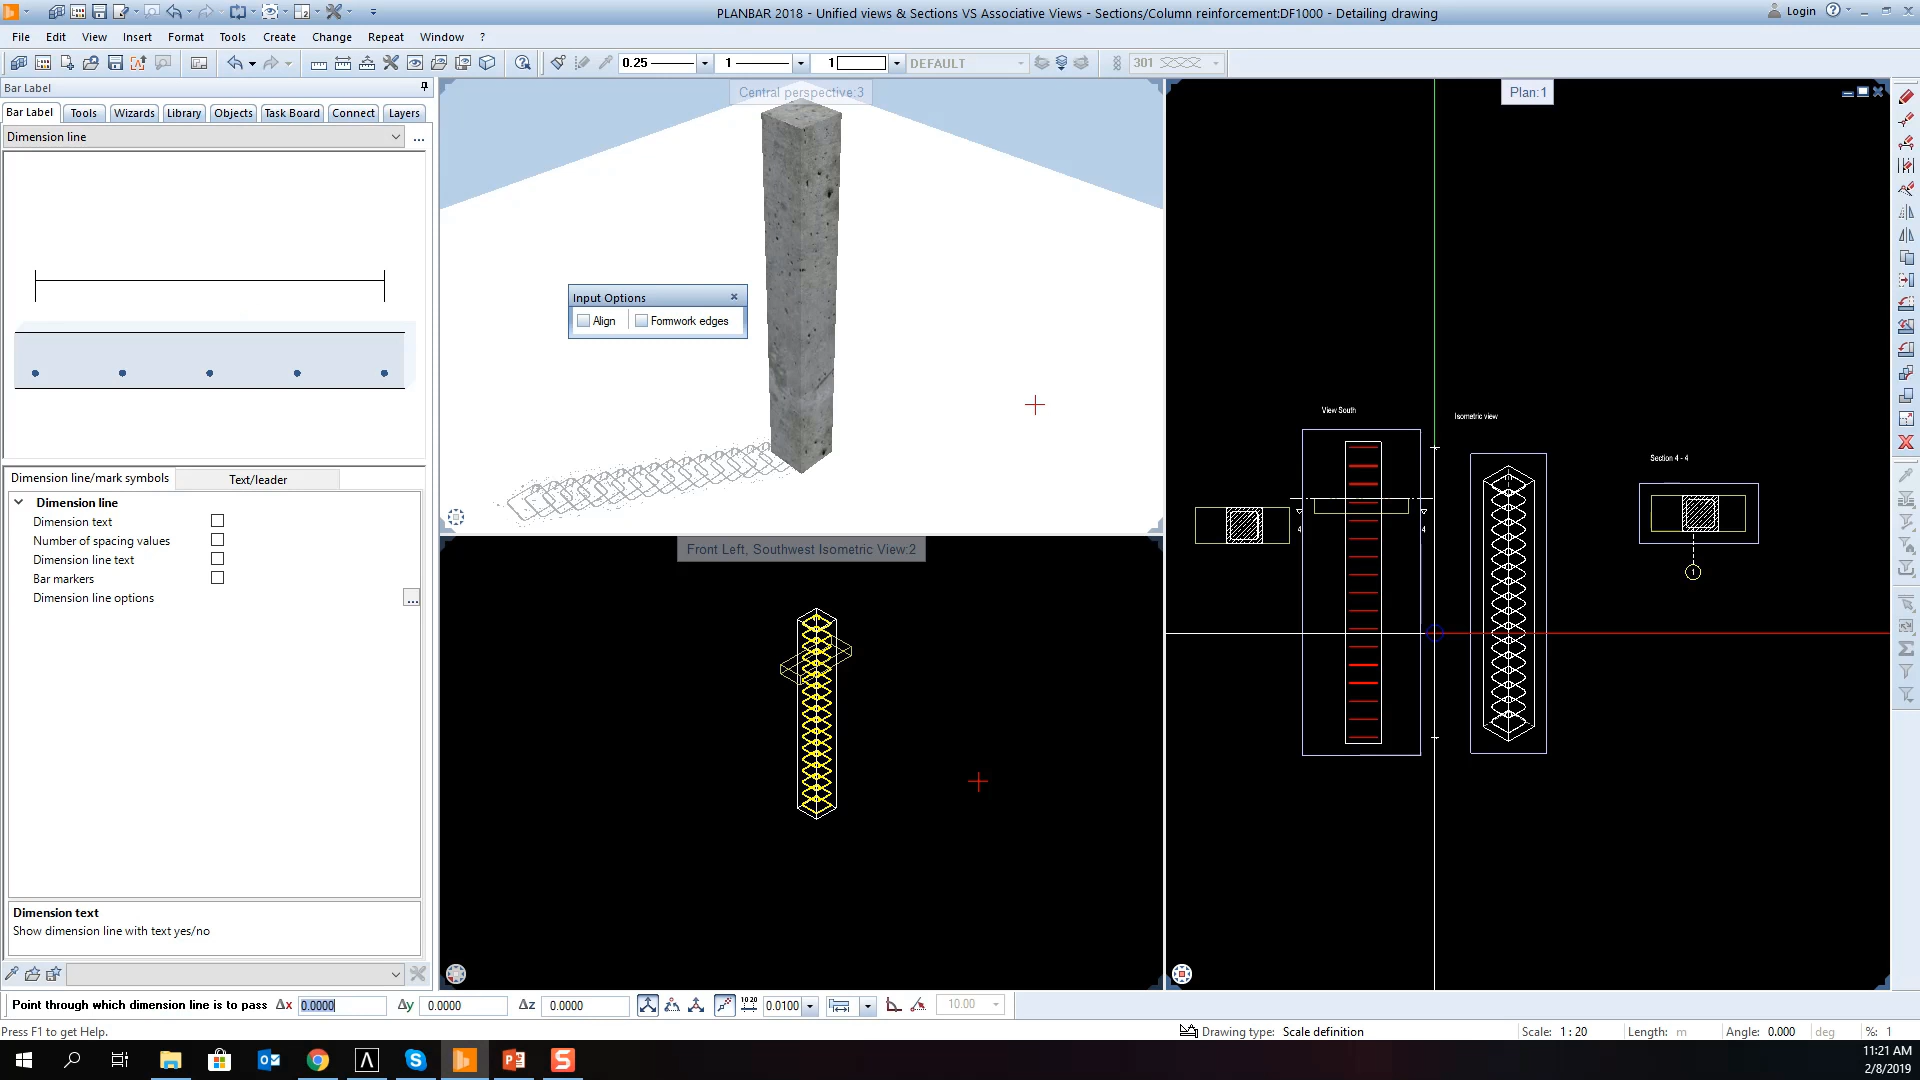 PLANBAR 2018 - Unified views & Sections VS Associative Views - Sections/Column reinforcement:DF1000 - Detailing drawing
Login
File Edit View Insert Format Tools Create Change Repeat Window ?
0.25 1 1 DEFAULT 301
Bar Label
Bar Label Tools Wizards Library Objects Task Board Connect Layers
Dimension line ...
Central perspective:3
Plan:1
Input Options
Align Formwork edges
View South
Isometric view
Section 4 - 4
4 4
1
Dimension line/mark symbols Text/leader
Dimension line
Dimension text
Number of spacing values
Dimension line text
Bar markers
Dimension line options ...
Front Left, Southwest Isometric View:2
Dimension text
Show dimension line with text yes/no
Point through which dimension line is to pass Δx 0.0000 Δy 0.0000 Δz 0.0000 1020 0.0100 10.00
Press F1 to get Help. Drawing type: Scale definition Scale: 1 : 20 Length: m Angle: 0.000 deg %: 1
11:21 AM
2/8/2019